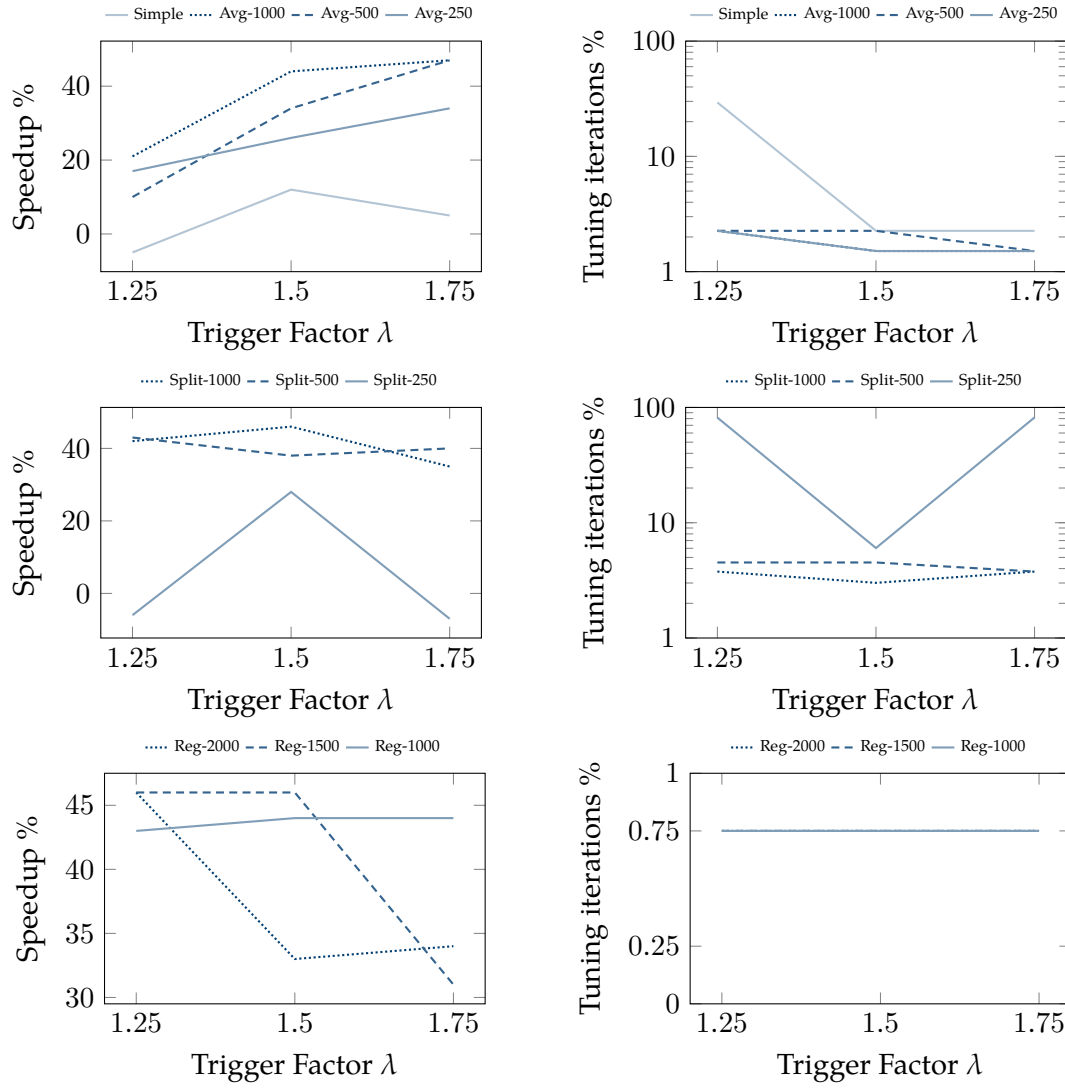 Simple Avg-1000 Avg-500 Avg-250
Speedup %
40
20
0
1.25 1.5 1.75
Trigger Factor λ
Simple Avg-1000 Avg-500 Avg-250
Tuning iterations %
100
10
1
1.25 1.5 1.75
Trigger Factor λ
Split-1000 Split-500 Split-250
Speedup %
40
20
0
1.25 1.5 1.75
Trigger Factor λ
Split-1000 Split-500 Split-250
Tuning iterations %
100
10
1
1.25 1.5 1.75
Trigger Factor λ
Reg-2000 Reg-1500 Reg-1000
Speedup %
45
40
35
30
1.25 1.5 1.75
Trigger Factor λ
Reg-2000 Reg-1500 Reg-1000
Tuning iterations %
1
0.75
0.25
0
1.25 1.5 1.75
Trigger Factor λ